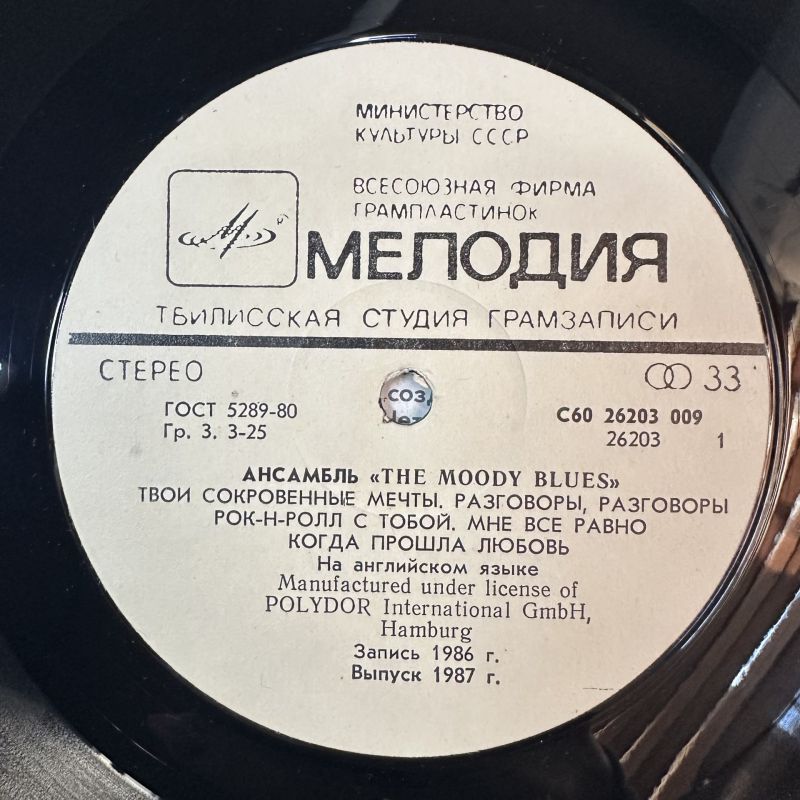 МИНИСТЕРСТВО
КУЛЬТУРЫ СССР
ВСЕСОЮЗНАЯ ФИРМА
ГРАМПЛАСТИНОК
МЕЛОДИЯ
ТБИЛИССКАЯ СТУДИЯ ГРАМЗАПИСИ
СТЕРЕО
33
ГОСТ 5289-80
Гр. 3. 3-25
С60 26203 009
26203 1
АНСАМБЛЬ «THE MOODY BLUES»
ТВОИ СОКРОВЕННЫЕ МЕЧТЫ. РАЗГОВОРЫ, РАЗГОВОРЫ
РОК-Н-РОЛЛ С ТОБОЙ. МНЕ ВСЕ РАВНО
КОГДА ПРОШЛА ЛЮБОВЬ
На английском языке
Manufactured under license of
POLYDOR International GmbH,
Hamburg
Запись 1986 г.
Выпуск 1987 г.